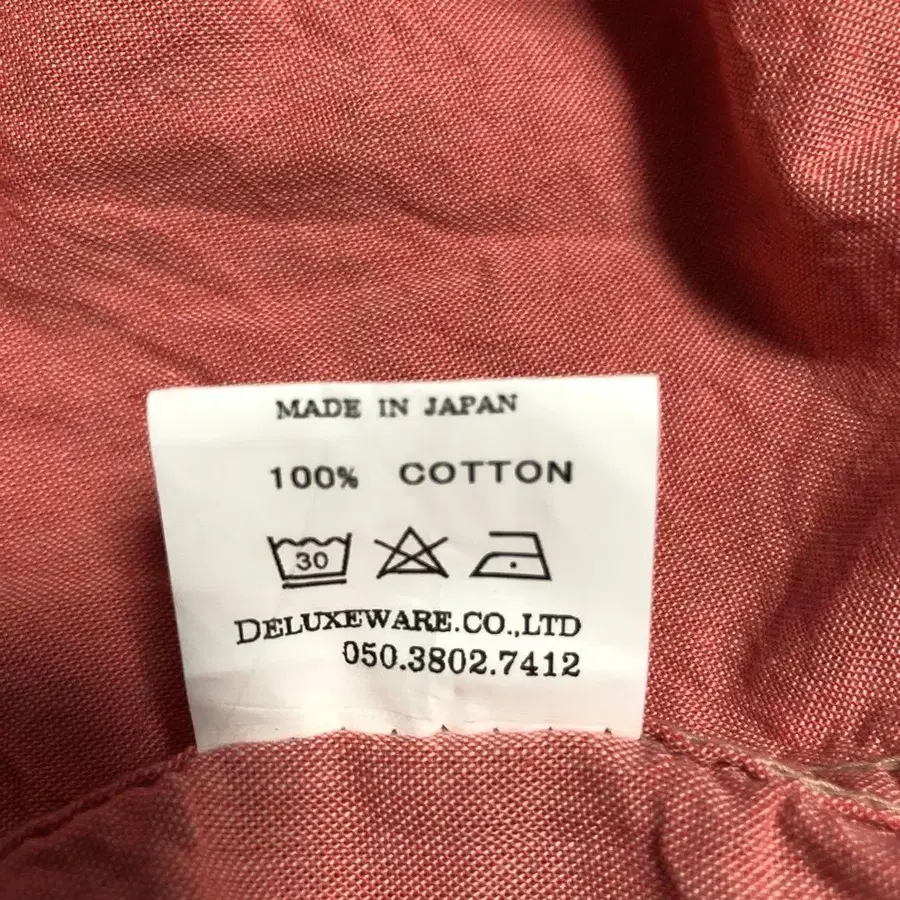 MADE IN JAPAN
100% COTTON
30
DELUXEWARE.CO.,LTD
050.3802.7412